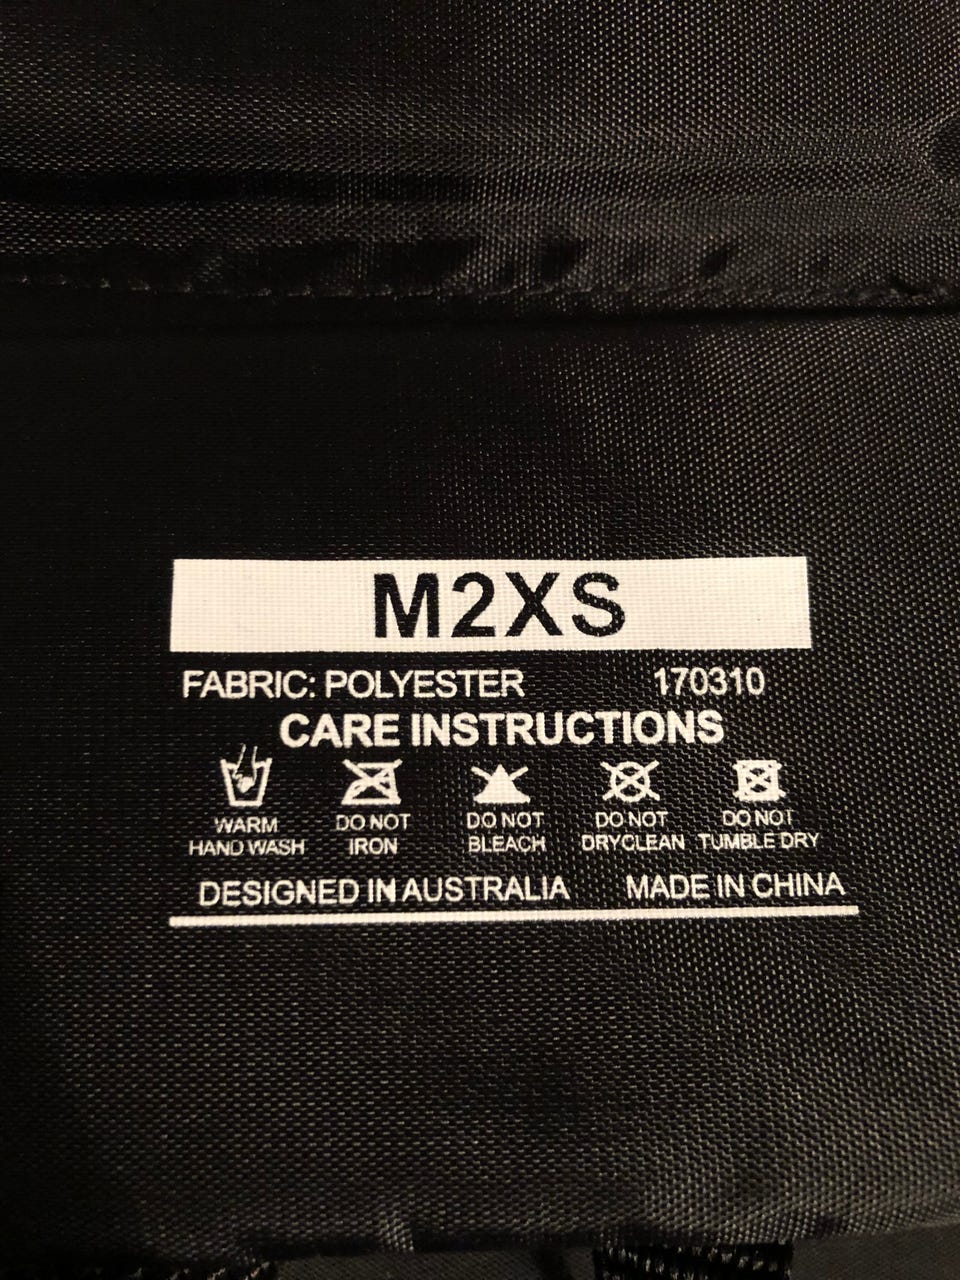 M2XS
FABRIC: POLYESTER 170310
CARE INSTRUCTIONS
WARM HAND WASH
DO NOT IRON
DO NOT BLEACH
DO NOT DRYCLEAN
DO NOT TUMBLE DRY
DESIGNED IN AUSTRALIA MADE IN CHINA